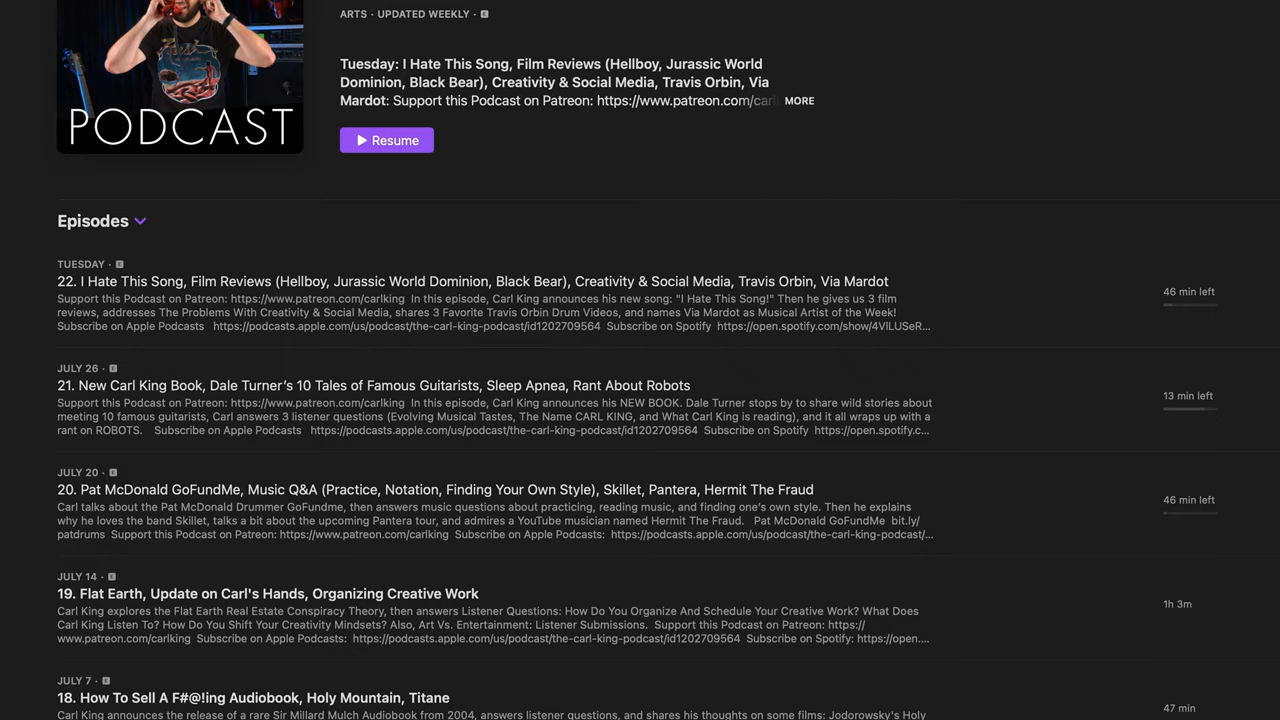 PODCAST
ARTS · UPDATED WEEKLY · E
Tuesday: I Hate This Song, Film Reviews (Hellboy, Jurassic World
Dominion, Black Bear), Creativity & Social Media, Travis Orbin, Via
Mardot: Support this Podcast on Patreon: https://www.patreon.com/carl MORE
Resume
Episodes
TUESDAY · E
22. I Hate This Song, Film Reviews (Hellboy, Jurassic World Dominion, Black Bear), Creativity & Social Media, Travis Orbin, Via Mardot
Support this Podcast on Patreon: https://www.patreon.com/carlking In this episode, Carl King announces his new song: "I Hate This Song!" Then he gives us 3 film
reviews, addresses The Problems With Creativity & Social Media, shares 3 Favorite Travis Orbin Drum Videos, and names Via Mardot as Musical Artist of the Week!
Subscribe on Apple Podcasts https://podcasts.apple.com/us/podcast/the-carl-king-podcast/id1202709564 Subscribe on Spotify https://open.spotify.com/show/4VlLUSeR...
46 min left
JULY 26 · E
21. New Carl King Book, Dale Turner’s 10 Tales of Famous Guitarists, Sleep Apnea, Rant About Robots
Support this Podcast on Patreon: https://www.patreon.com/carlking In this episode, Carl King announces his NEW BOOK. Dale Turner stops by to share wild stories about
meeting 10 famous guitarists, Carl answers 3 listener questions (Evolving Musical Tastes, The Name CARL KING, and What Carl King is reading), and it all wraps up with a
rant on ROBOTS. Subscribe on Apple Podcasts https://podcasts.apple.com/us/podcast/the-carl-king-podcast/id1202709564 Subscribe on Spotify https://open.spotify.c...
13 min left
JULY 20 · E
20. Pat McDonald GoFundMe, Music Q&A (Practice, Notation, Finding Your Own Style), Skillet, Pantera, Hermit The Fraud
Carl talks about the Pat McDonald Drummer GoFundme, then answers music questions about practicing, reading music, and finding one's own style. Then he explains
why he loves the band Skillet, talks a bit about the upcoming Pantera tour, and admires a YouTube musician named Hermit The Fraud. Pat McDonald GoFundMe bit.ly/
patdrums Support this Podcast on Patreon: https://www.patreon.com/carlking Subscribe on Apple Podcasts: https://podcasts.apple.com/us/podcast/the-carl-king-podcast/...
46 min left
JULY 14 · E
19. Flat Earth, Update on Carl's Hands, Organizing Creative Work
Carl King explores the Flat Earth Real Estate Conspiracy Theory, then answers Listener Questions: How Do You Organize And Schedule Your Creative Work? What Does
Carl King Listen To? How Do You Shift Your Creativity Mindsets? Also, Art Vs. Entertainment: Listener Submissions. Support this Podcast on Patreon: https://
www.patreon.com/carlking Subscribe on Apple Podcasts: https://podcasts.apple.com/us/podcast/the-carl-king-podcast/id1202709564 Subscribe on Spotify: https://open....
1h 3m
JULY 7 · E
18. How To Sell A F#@!ing Audiobook, Holy Mountain, Titane
Carl King announces the release of a rare Sir Millard Mulch Audiobook from 2004, answers listener questions, and shares his thoughts on some films: Jodorowsky's Holy
47 min